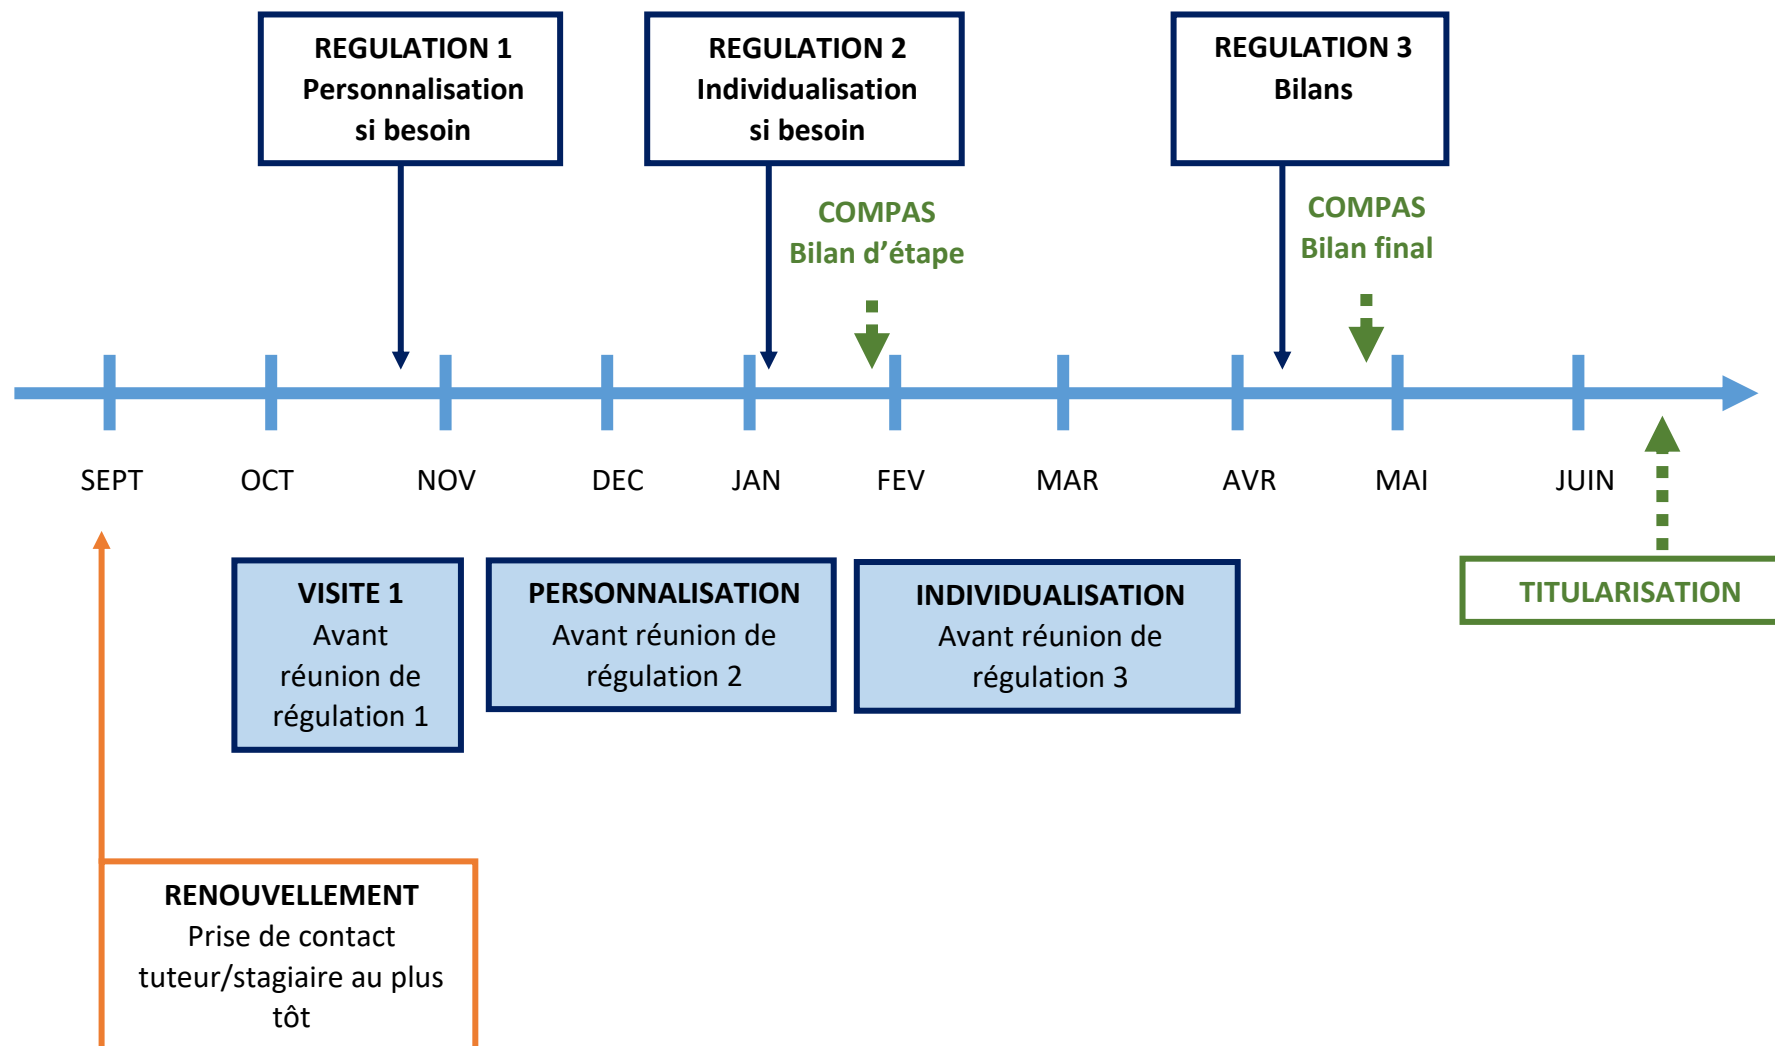 REGULATION 1
Personnalisation
si besoin
REGULATION 2
Individualisation
si besoin
REGULATION 3
Bilans
COMPAS
Bilan d’étape
COMPAS
Bilan final
SEPT
OCT
NOV
DEC
JAN
FEV
MAR
AVR
MAI
JUIN
VISITE 1
Avant
réunion de
régulation 1
PERSONNALISATION
Avant réunion de
régulation 2
INDIVIDUALISATION
Avant réunion de
régulation 3
TITULARISATION
RENOUVELLEMENT
Prise de contact
tuteur/stagiaire au plus
tôt